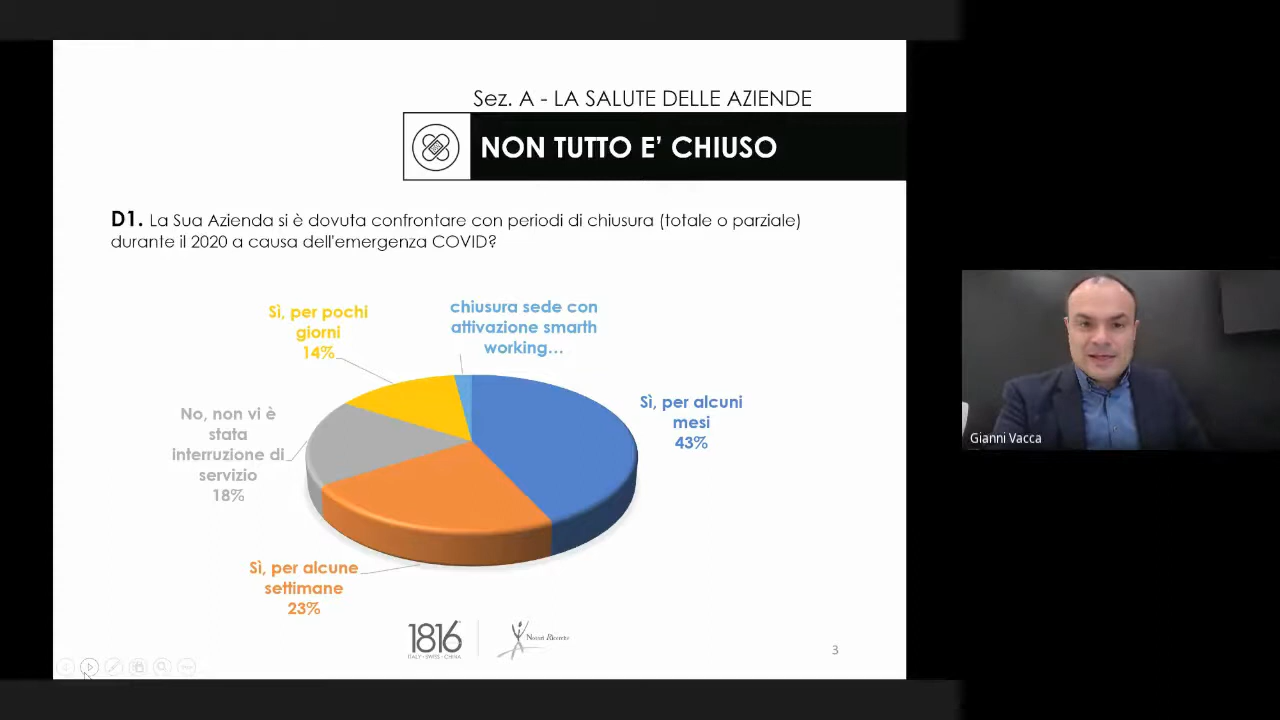 Sez. A - LA SALUTE DELLE AZIENDE
NON TUTTO E’ CHIUSO
D1. La Sua Azienda si è dovuta confrontare con periodi di chiusura (totale o parziale)
durante il 2020 a causa dell'emergenza COVID?
Sì, per pochi
giorni
14%
chiusura sede con
attivazione smarth
working…
Sì, per alcuni
mesi
43%
No, non vi è
stata
interruzione di
servizio
18%
Sì, per alcune
settimane
23%
1816
ITALY - SWISS - CHINA
3
Gianni Vacca